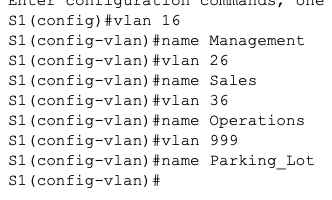 Enter configuration commands, one
S1(config)#vlan 16
S1(config-vlan)#name Management
S1(config-vlan)#vlan 26
S1(config-vlan)#name Sales
S1(config-vlan)#vlan 36
S1(config-vlan)#name Operations
S1(config-vlan)#vlan 999
S1(config-vlan)#name Parking_Lot
S1(config-vlan)#